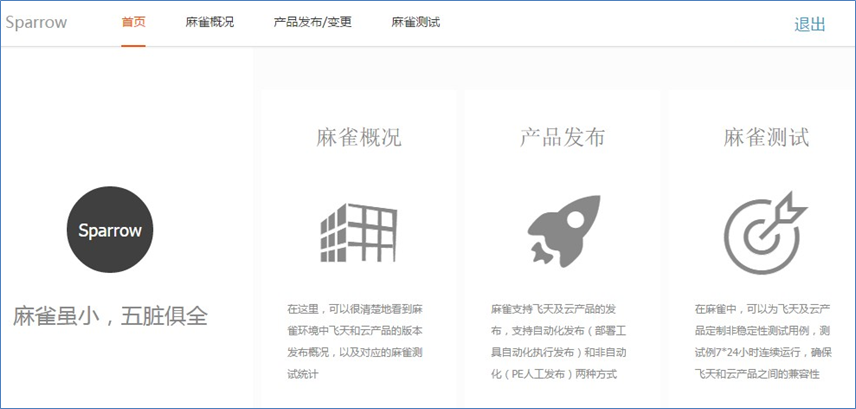 Sparrow 首页 麻雀概况 产品发布/变更 麻雀测试 退出
Sparrow
麻雀虽小，五脏俱全
麻雀概况
在这里，可以很清楚地看到麻
雀环境中飞天和云产品的版本
发布概况，以及对应的麻雀测
试统计
产品发布
麻雀支持飞天及云产品的发
布，支持自动化发布（部署工
具自动化执行发布）和非自动
化（PE人工发布）两种方式
麻雀测试
在麻雀中，可以为飞天及云产
品定制非稳定性测试用例，测
试例7*24小时连续运行，确保
飞天和云产品之间的兼容性